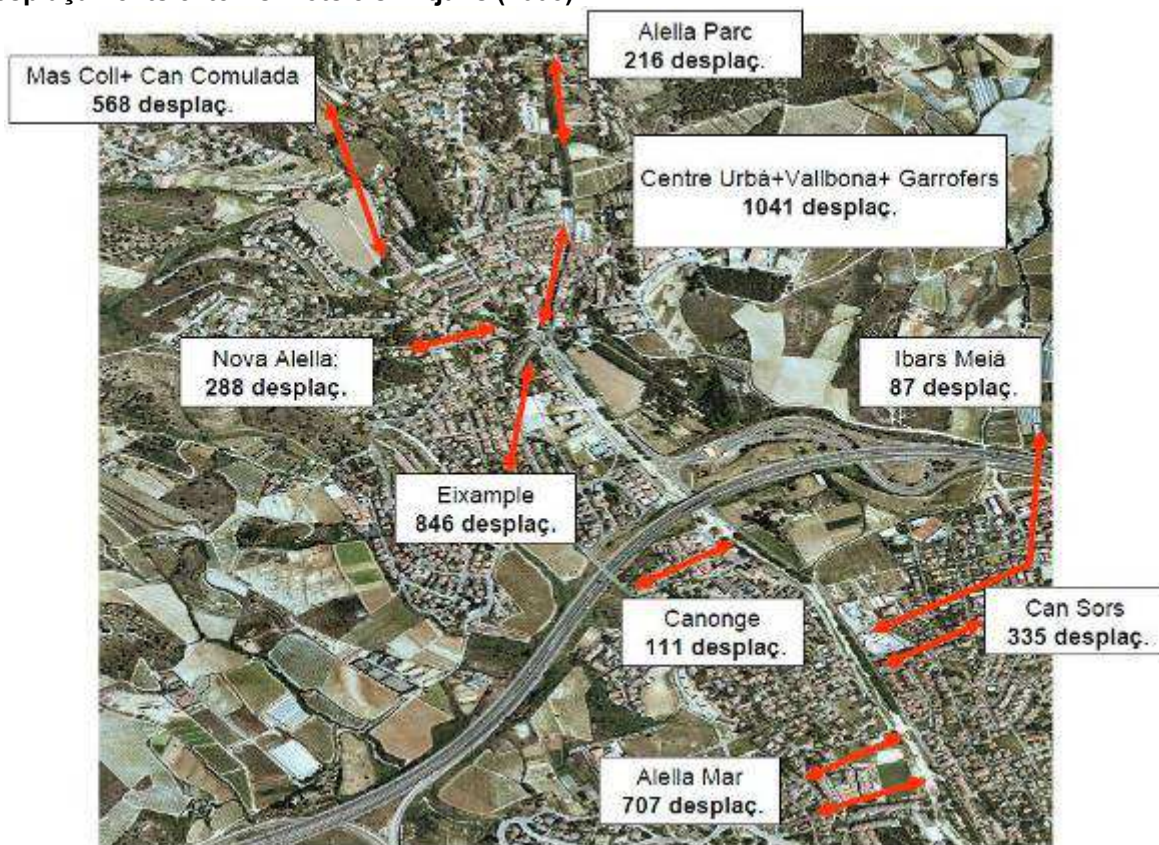 Alella Parc
216 desplaç.
Mas Coll+ Can Comulada
568 desplaç.
Centre Urbà+Vallbona+ Garrofers
1041 desplaç.
Nova Alella:
288 desplaç.
Ibars Meià
87 desplaç.
Eixample
846 desplaç.
Canonge
111 desplaç.
Can Sors
335 desplaç.
Alella Mar
707 desplaç.